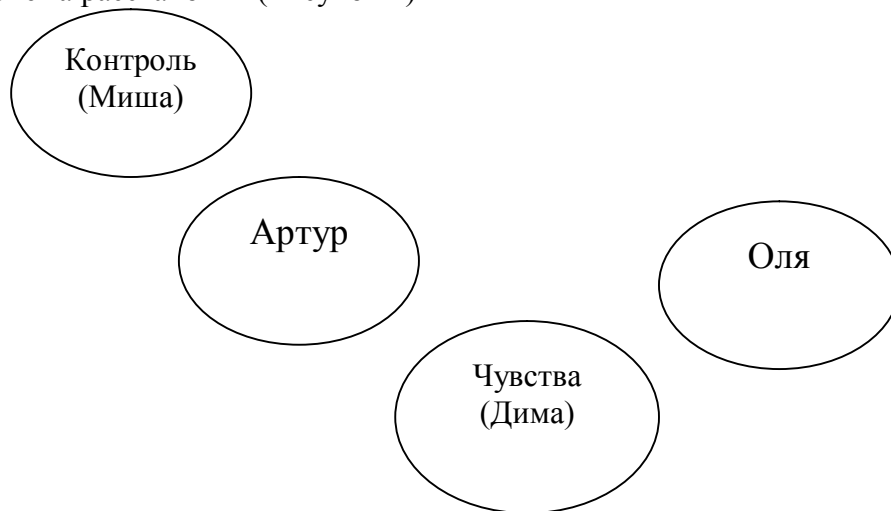 Контроль
(Миша)
Артур
Оля
Чувства
(Дима)